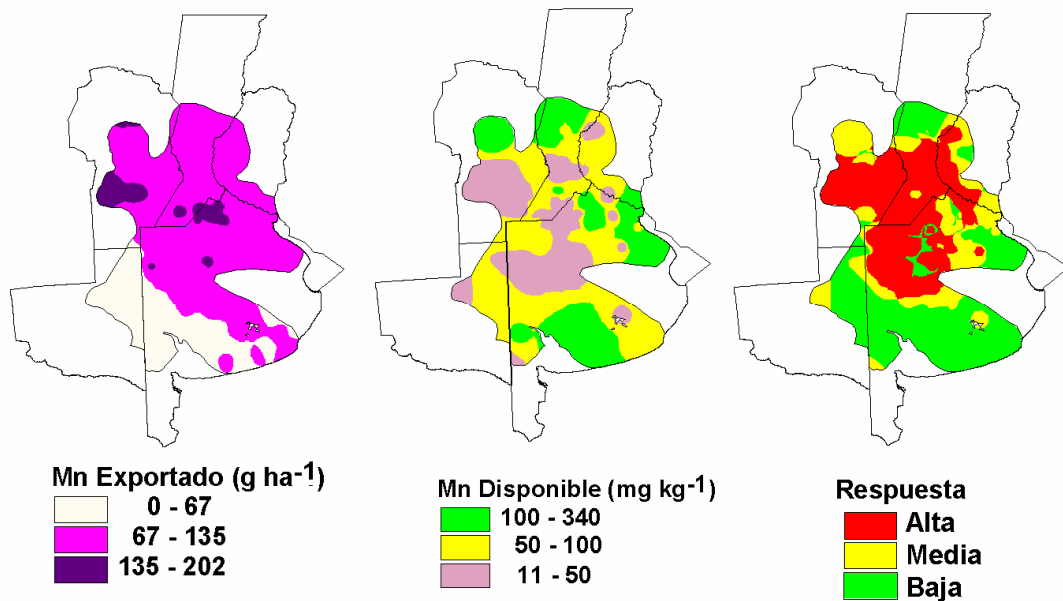 Mn Exportado (g ha-1)
0 - 67
67 - 135
135 - 202
Mn Disponible (mg kg-1)
100 - 340
50 - 100
11 - 50
Respuesta
Alta
Media
Baja